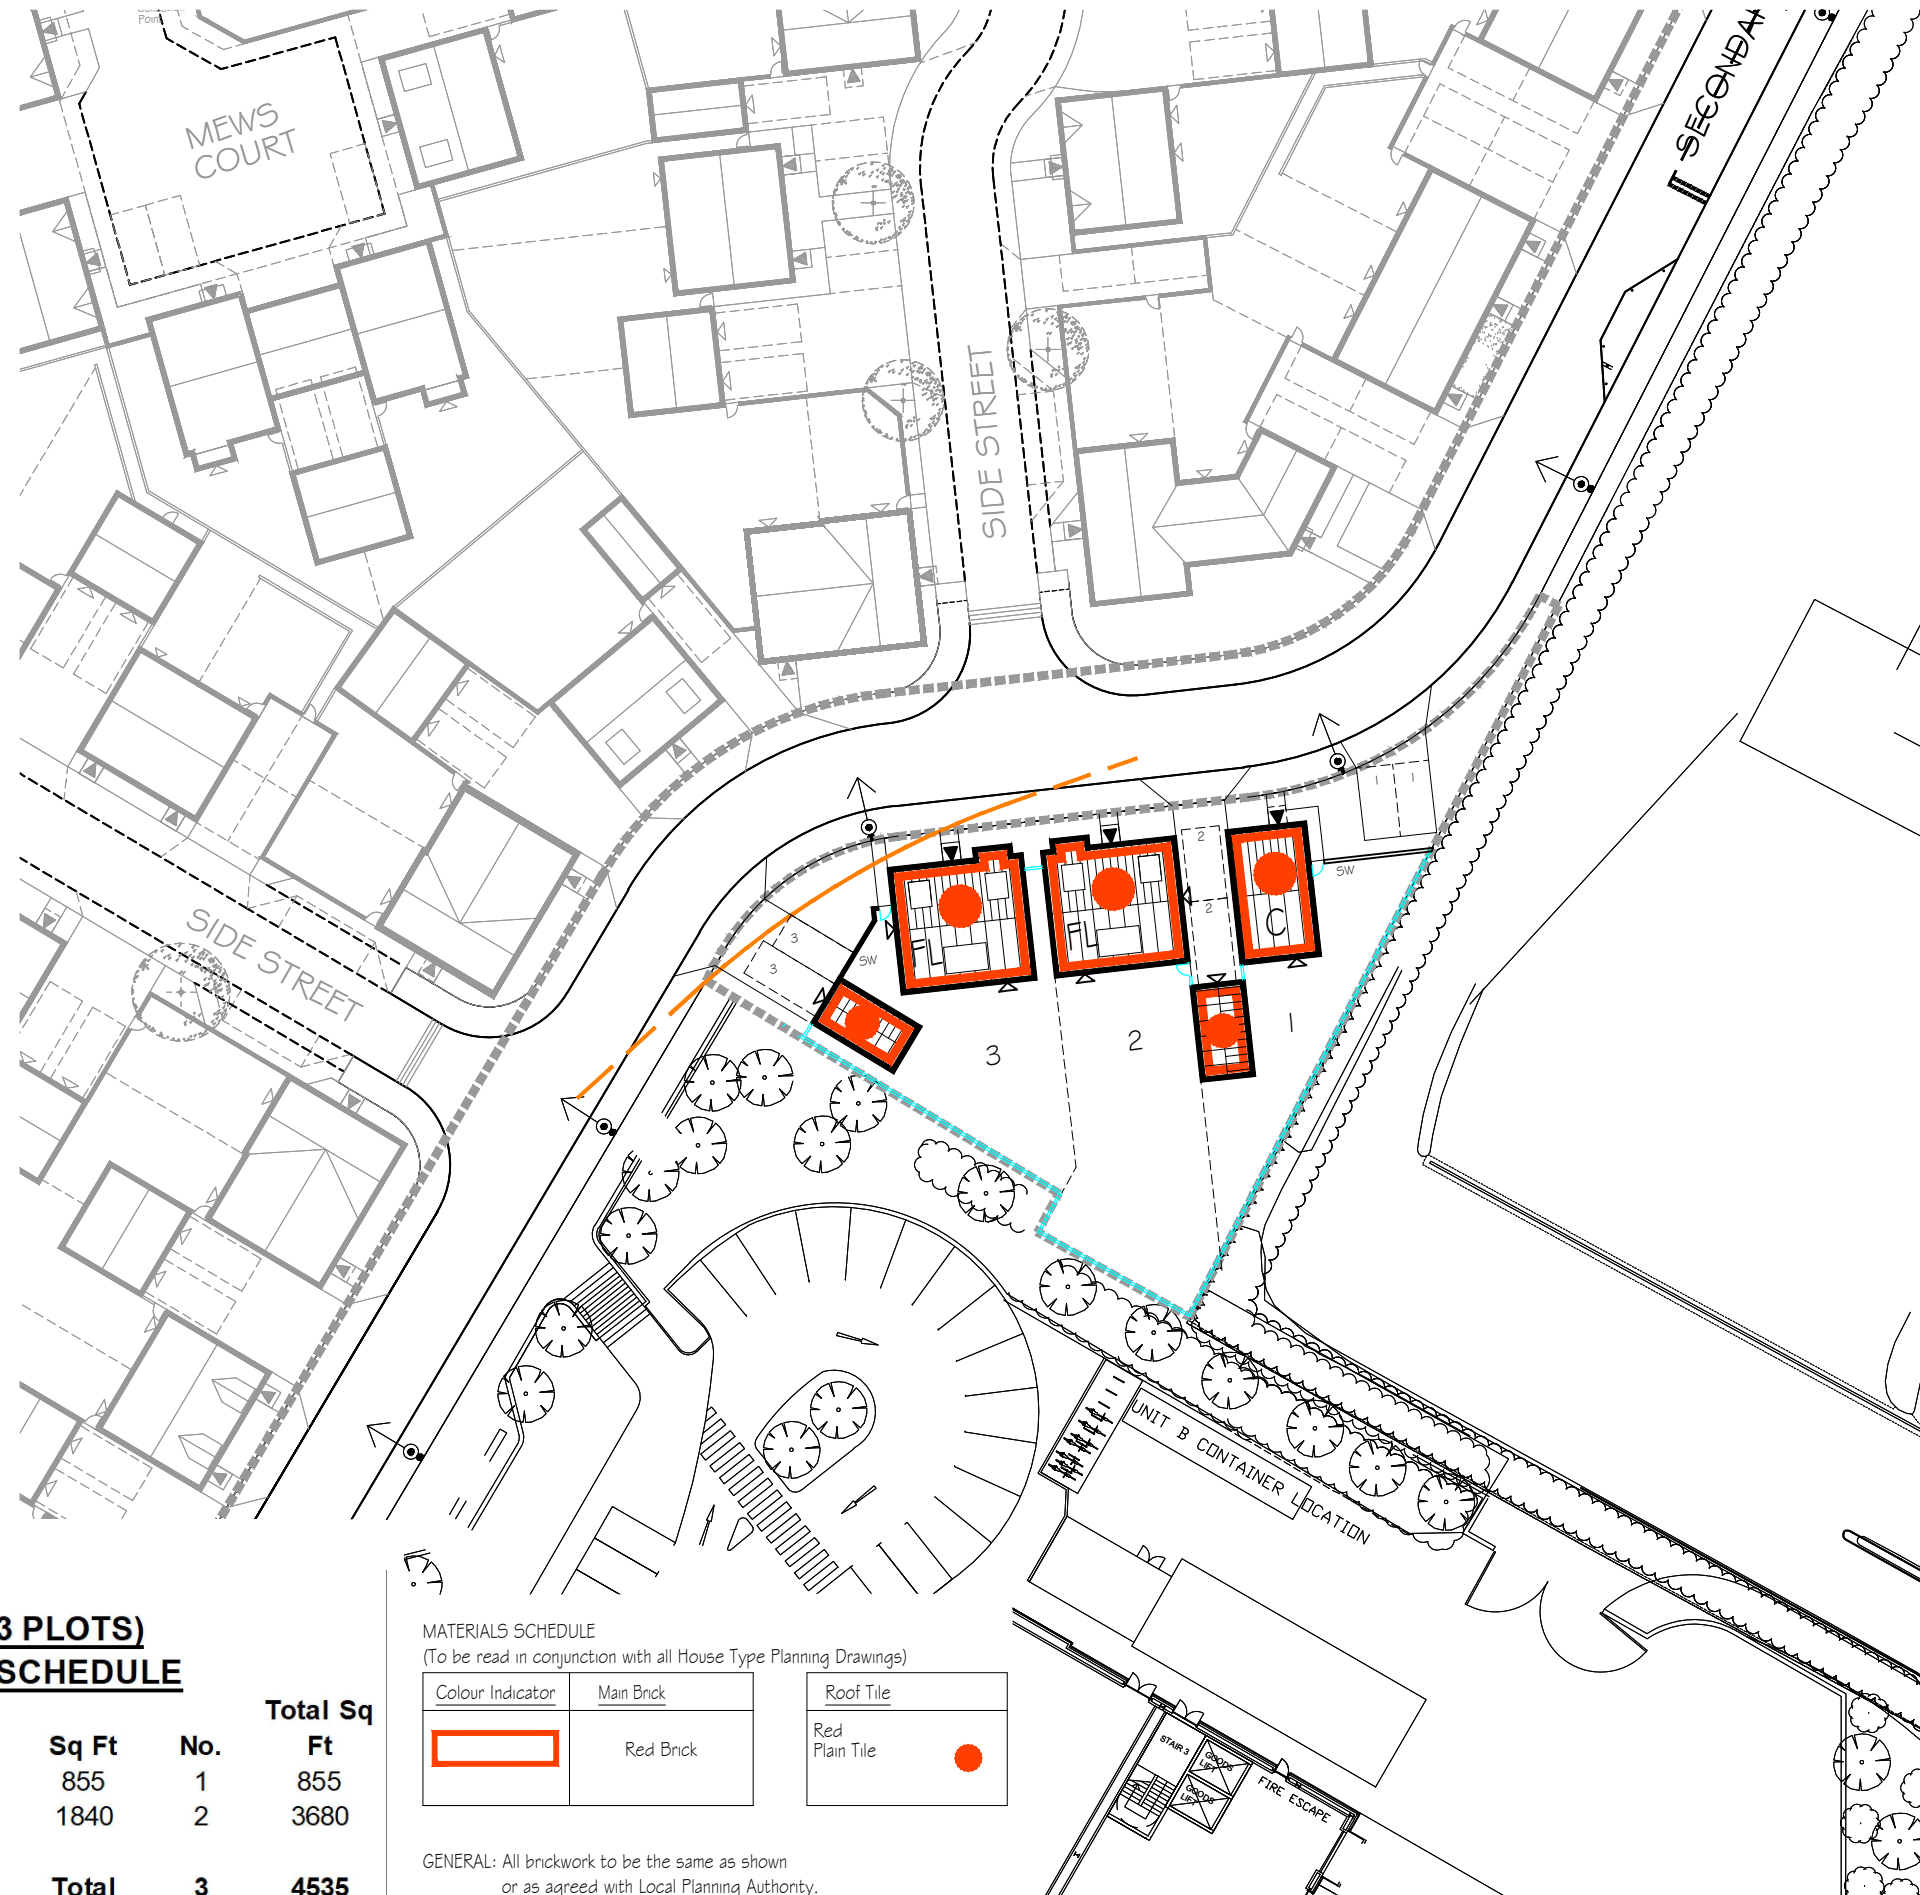 MEWS
COURT
SIDE STREET
SIDE STREET
2
2
3
3
SW
SW
FL
FL
C
3
2
1
UNIT B CONTAINER LOCATION
3 PLOTS)
SCHEDULE
Total Sq
Sq Ft No. Ft
855 1 855
1840 2 3680
Total 3 4535
MATERIALS SCHEDULE
(To be read in conjunction with all House Type Planning Drawings)
Colour Indicator Main Brick Roof Tile
Red Brick
Red
Plain Tile
GENERAL: All brickwork to be the same as shown
or as agreed with Local Planning Authority.
STAIR 3
GOODS
LIFT
GOODS
LIFT
FIRE ESCAPE